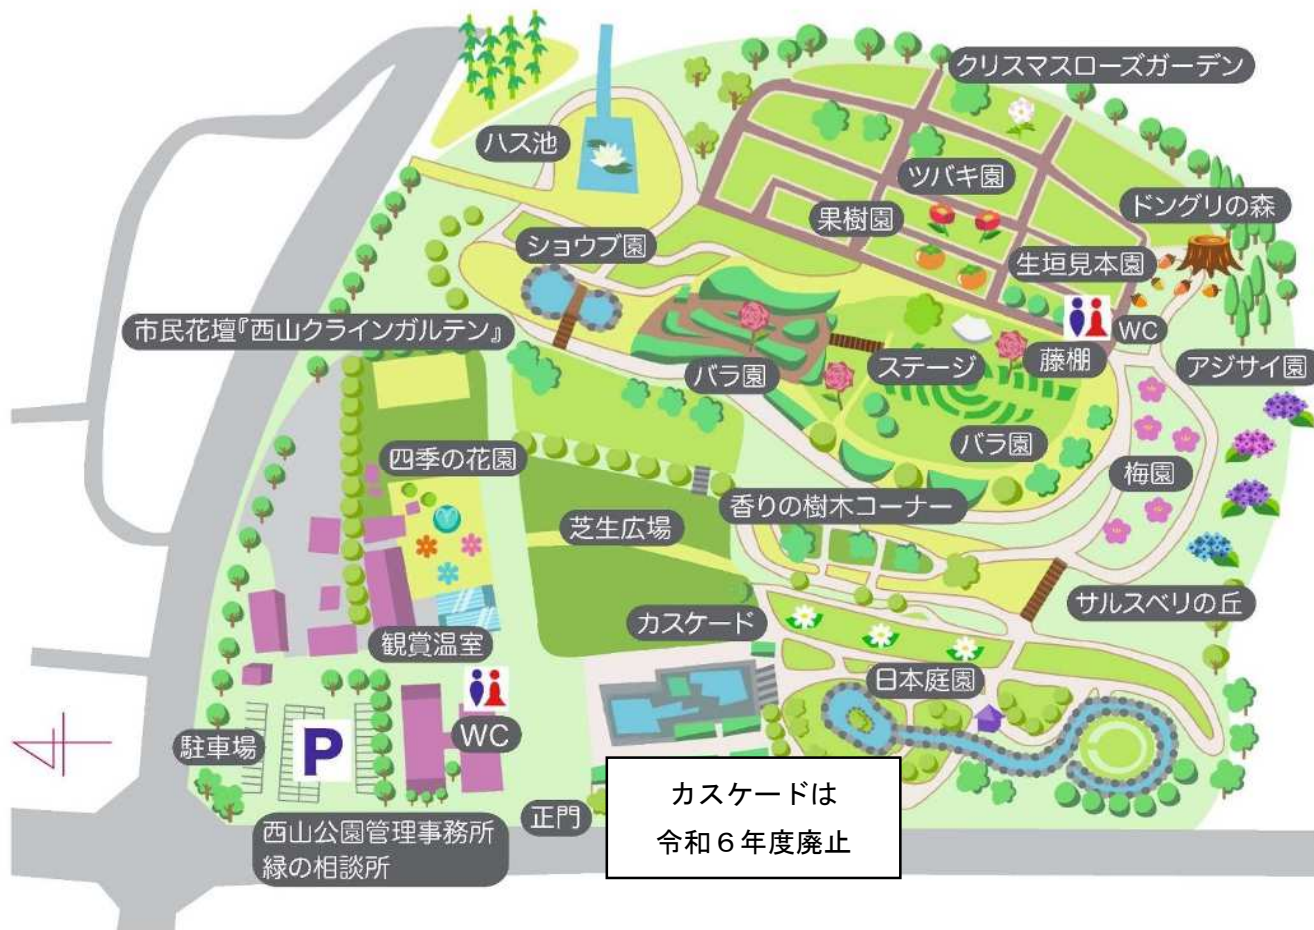 クリスマスローズガーデン
ハス池
ツバキ園
ドングリの森
果樹園
ショウブ園
生垣見本園
市民花壇『西山クラインガルテン』
WC
バラ園
ステージ
藤棚
アジサイ園
バラ園
四季の花園
梅園
香りの樹木コーナー
芝生広場
カスケード
サルスベリの丘
観賞温室
日本庭園
WC
駐車場
P
正門
カスケードは
令和6年度廃止
西山公園管理事務所
緑の相談所